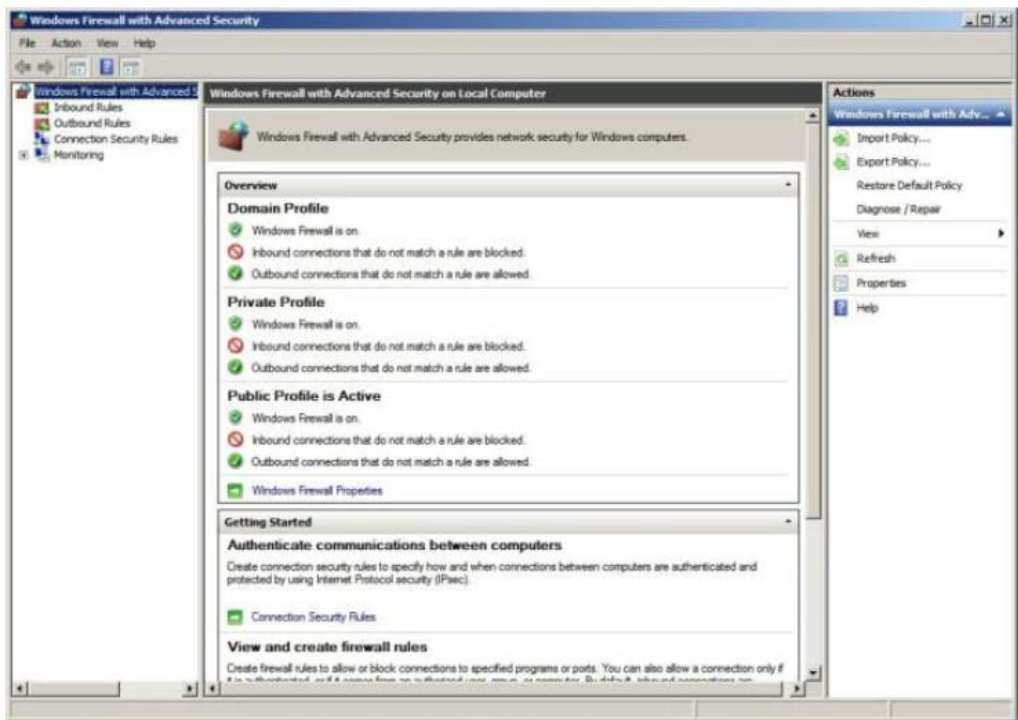 Windows Firewall with Advanced Security
File Action View Help
Windows Firewall with Advanced S
Inbound Rules
Outbound Rules
Connection Security Rules
Monitoring
Windows Firewall with Advanced Security on Local Computer
Windows Firewall with Advanced Security provides network security for Windows computers.
Overview
Domain Profile
Windows Firewall is on.
Inbound connections that do not match a rule are blocked.
Outbound connections that do not match a rule are allowed.
Private Profile
Windows Firewall is on.
Inbound connections that do not match a rule are blocked.
Outbound connections that do not match a rule are allowed.
Public Profile is Active
Windows Firewall is on.
Inbound connections that do not match a rule are blocked.
Outbound connections that do not match a rule are allowed.
Windows Firewall Properties
Getting Started
Authenticate communications between computers
Create connection security rules to specify how and when connections between computers are authenticated and
protected by using Internet Protocol security (IPsec).
Connection Security Rules
View and create firewall rules
Create firewall rules to allow or block connections to specified programs or ports. You can also allow a connection only if
Actions
Windows Firewall with Adv...
Import Policy...
Export Policy...
Restore Default Policy
Diagnose / Repair
View
Refresh
Properties
Help